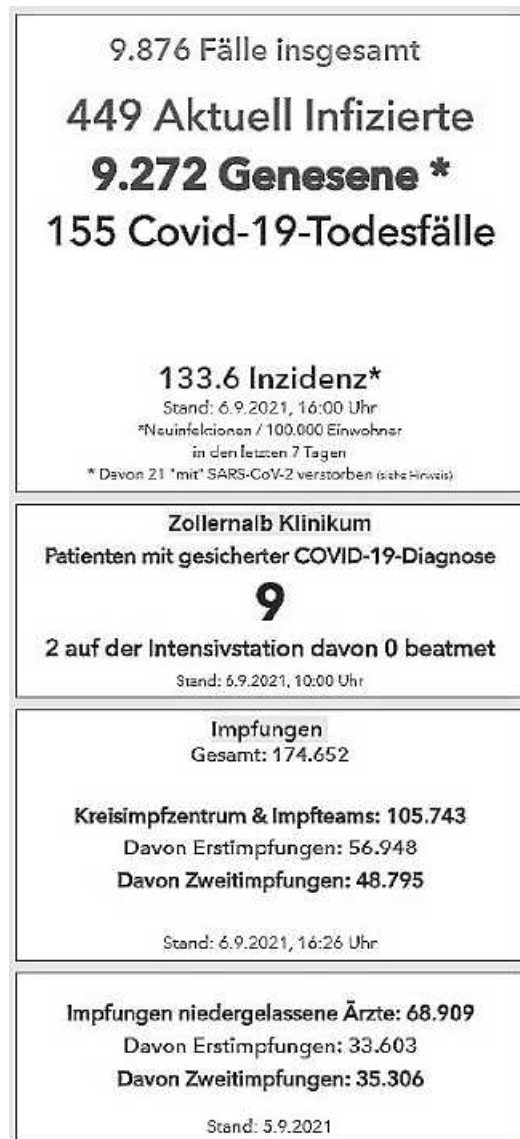 9.876 Fälle insgesamt
449 Aktuell Infizierte
9.272 Genesene *
155 Covid-19-Todesfälle
133.6 Inzidenz*
Stand: 6.9.2021, 16:00 Uhr
*Neuinfektionen / 100.000 Einwohner
in den letzten 7 Tagen
* Davon 21 "mit" SARS-CoV-2 verstorben (siehe Hinweis)
Zollernalb Klinikum
Patienten mit gesicherter COVID-19-Diagnose
9
2 auf der Intensivstation davon 0 beatmet
Stand: 6.9.2021, 10:00 Uhr
Impfungen
Gesamt: 174.652
Kreisimpfzentrum & Impfteams: 105.743
Davon Erstimpfungen: 56.948
Davon Zweitimpfungen: 48.795
Stand: 6.9.2021, 16:26 Uhr
Impfungen niedergelassene Ärzte: 68.909
Davon Erstimpfungen: 33.603
Davon Zweitimpfungen: 35.306
Stand: 5.9.2021